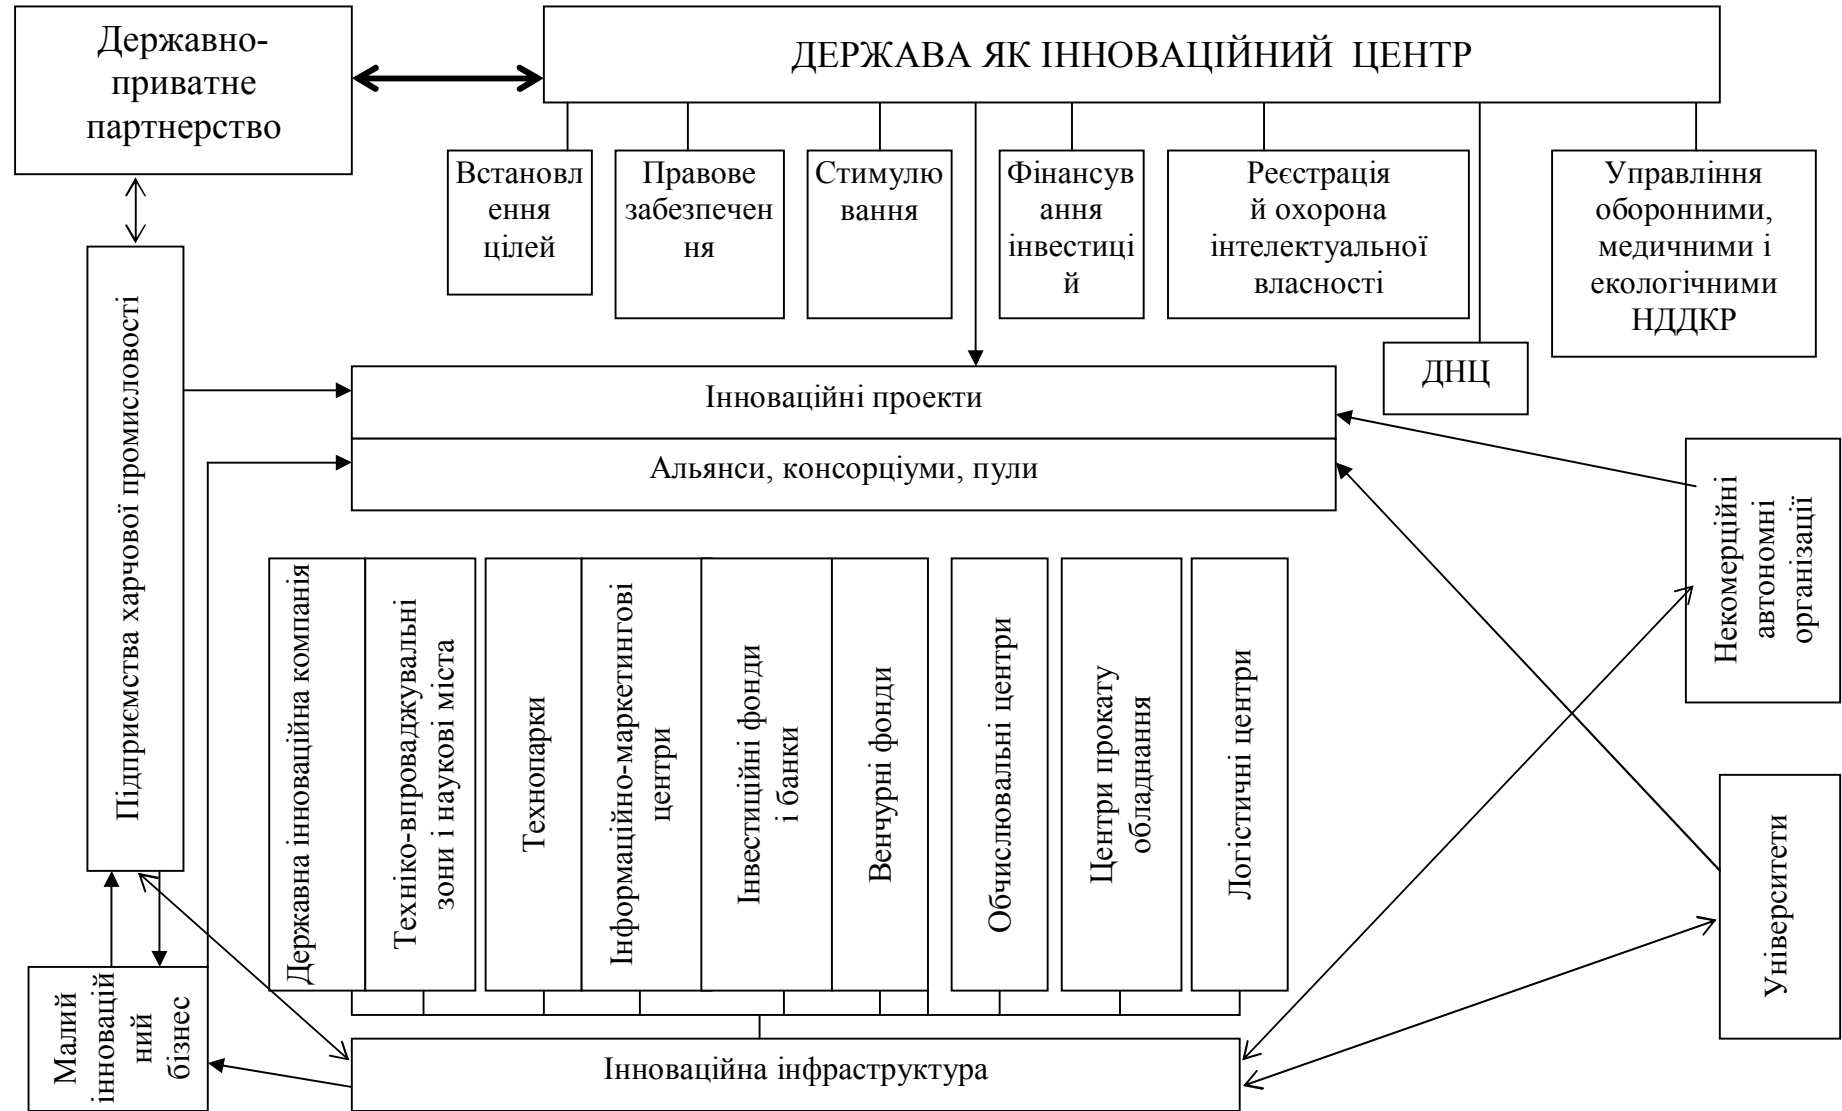 Державно-
приватне
партнерство
ДЕРЖАВА ЯК ІННОВАЦІЙНИЙ ЦЕНТР
Встановл
ення
цілей
Правове
забезпечен
ня
Стимулю
вання
Фінансув
ання
інвестиці
й
Реєстрація
й охорона
інтелектуальної
власності
Управління
оборонними,
медичними і
екологічними
НДДКР
ДНЦ
Підприємства харчової промисловості
Інноваційні проекти
Альянси, консорціуми, пули
Некомерційні
автономні
організації
Державна інноваційна компанія
Техніко-впроваджувальні
зони і наукові міста
Технопарки
Інформаційно-маркетингові
центри
Інвестиційні фонди
і банки
Венчурні фонди
Обчислювальні центри
Центри прокату
обладнання
Логістичні центри
Університети
Малий
інновацій
ний
бізнес
Інноваційна інфраструктура